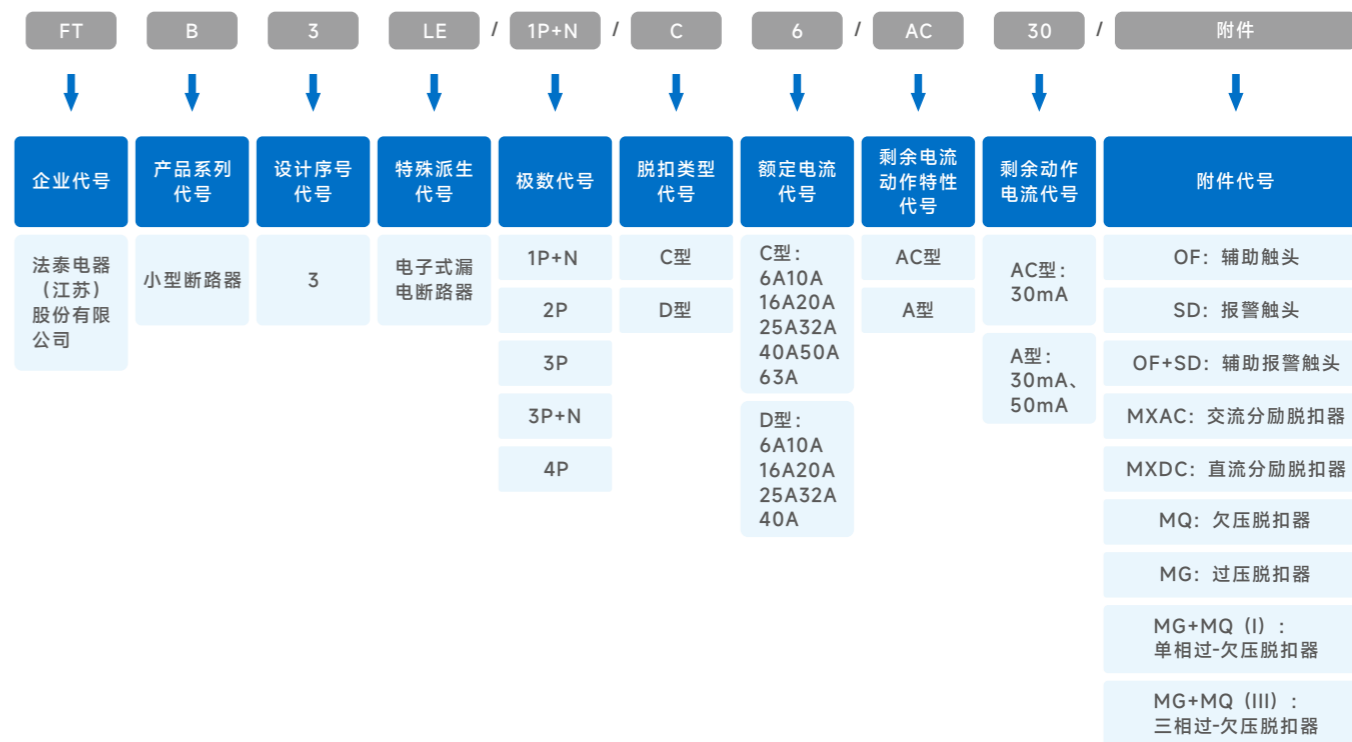 FT B 3 LE / 1P+N / C 6 / AC 30 / 附件
企业代号
产品系列
代号
设计序号
代号
特殊派生
代号
极数代号
脱扣类型
代号
额定电流
代号
剩余电流
动作特性
代号
剩余动作
电流代号
附件代号
法泰电器
（江苏）
股份有限
公司
小型断路器
3
电子式漏
电断路器
1P+N
2P
3P
3P+N
4P
C型
D型
C型：
6A10A
16A20A
25A32A
40A50A
63A
D型：
6A10A
16A20A
25A32A
40A
AC型
A型
AC型：
30mA
A型：
30mA、
50mA
OF：辅助触头
SD：报警触头
OF+SD：辅助报警触头
MXAC：交流分励脱扣器
MXDC：直流分励脱扣器
MQ：欠压脱扣器
MG：过压脱扣器
MG+MQ（I）：
单相过-欠压脱扣器
MG+MQ（III）：
三相过-欠压脱扣器